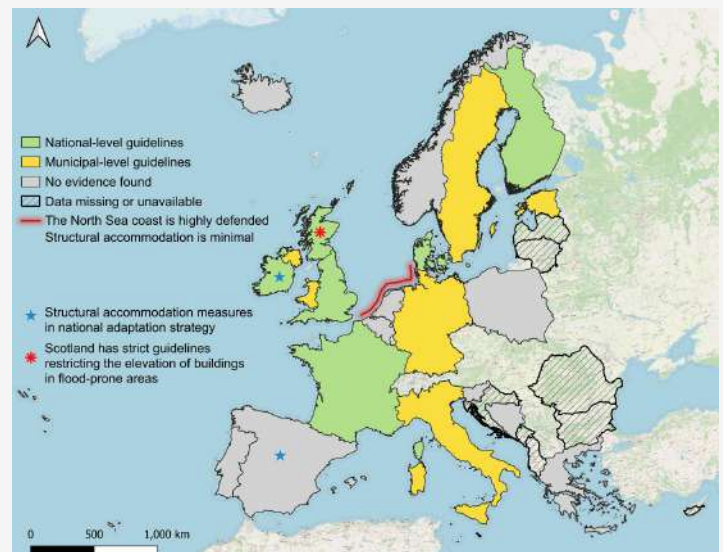 National-level guidelines
Municipal-level guidelines
No evidence found
Data missing or unavailable
The North Sea coast is highly defended
Structural accommodation is minimal
Structural accommodation measures
in national adaptation strategy
Scotland has strict guidelines
restricting the elevation of buildings
in flood-prone areas
0 500 1,000 km